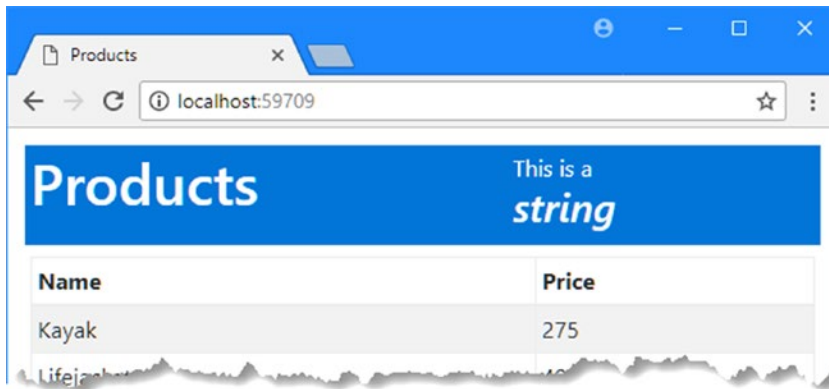 Products
localhost:59709
Products
This is a
string
Name Price
Kayak 275